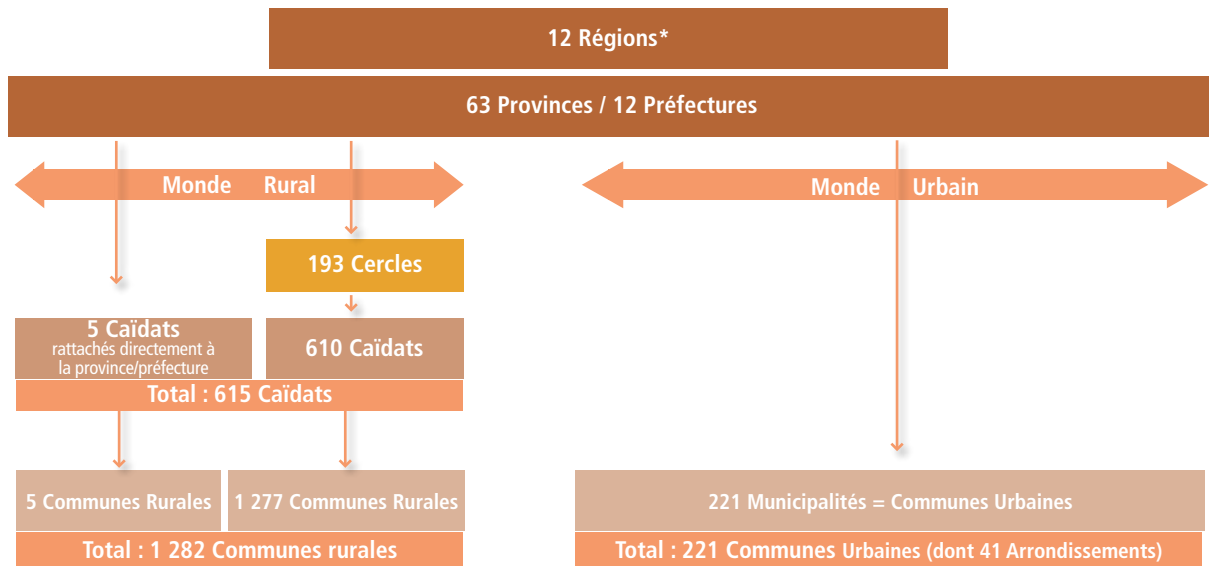 12 Régions*
63 Provinces / 12 Préfectures
Monde Rural
Monde Urbain
193 Cercles
5 Caïdats
rattachés directement à
la province/préfecture
610 Caïdats
Total : 615 Caïdats
5 Communes Rurales
1 277 Communes Rurales
221 Municipalités = Communes Urbaines
Total : 1 282 Communes rurales
Total : 221 Communes Urbaines (dont 41 Arrondissements)